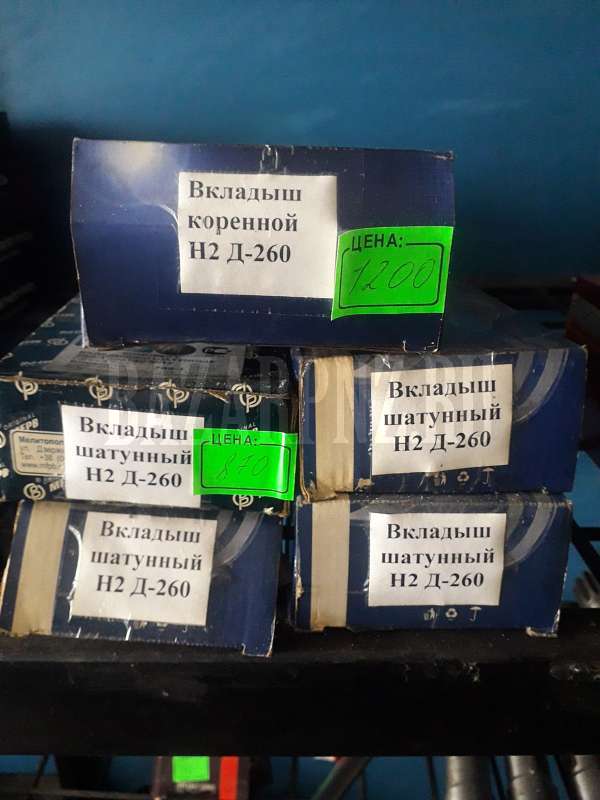 Вкладыш
коренной
Н2 Д-260
ЦЕНА:
1200
Вкладыш
шатунный
Н2 Д-260
ЦЕНА:
870
Вкладыш
шатунный
Н2 Д-260
Вкладыш
шатунный
Н2 Д-260
Вкладыш
шатунный
Н2 Д-260